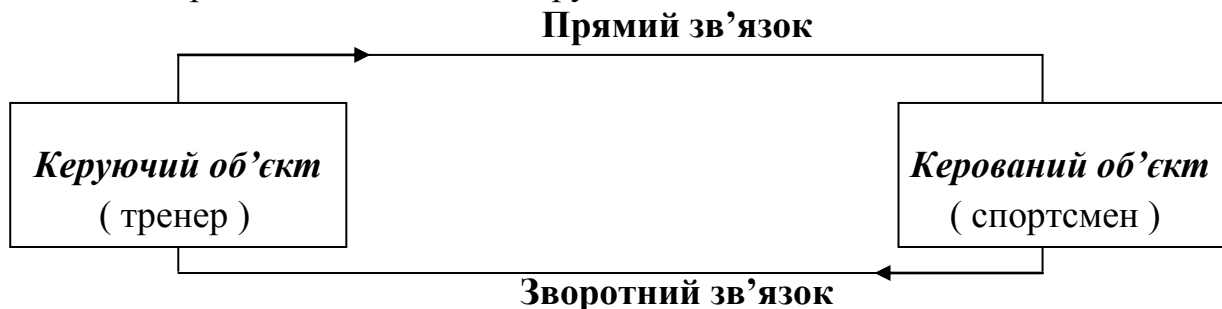 Прямий зв’язок
Керуючий об’єкт
( тренер )
Керований об’єкт
( спортсмен )
Зворотний зв’язок